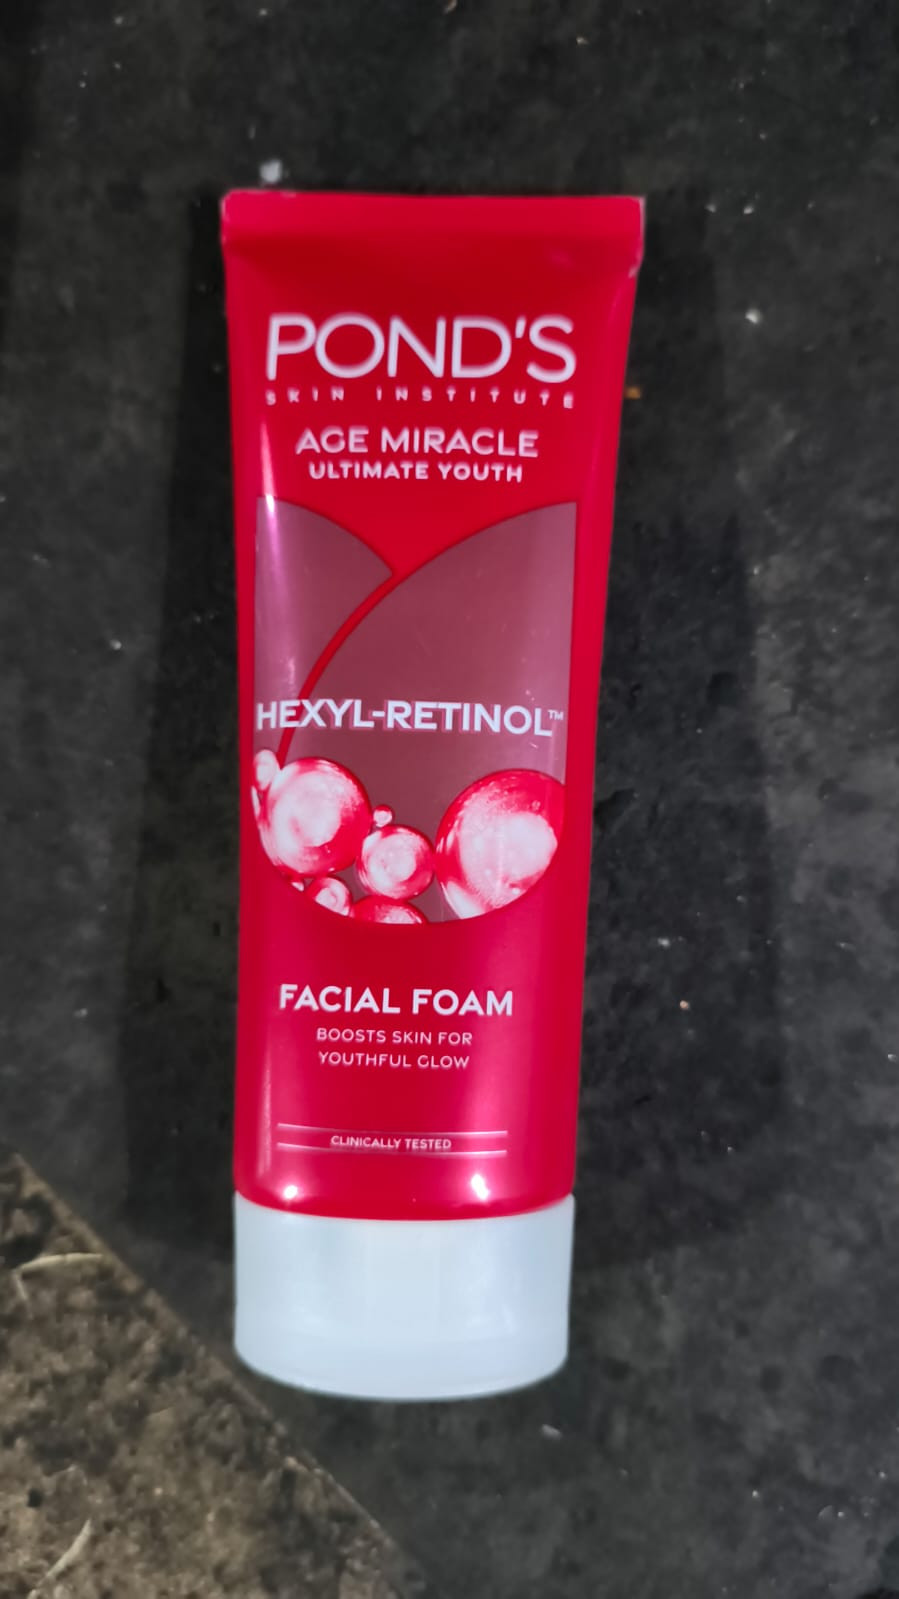 POND'S
SKIN INSTITUTE
AGE MIRACLE
ULTIMATE YOUTH
HEXYL-RETINOL™
FACIAL FOAM
BOOSTS SKIN FOR
YOUTHFUL GLOW
CLINICALLY TESTED